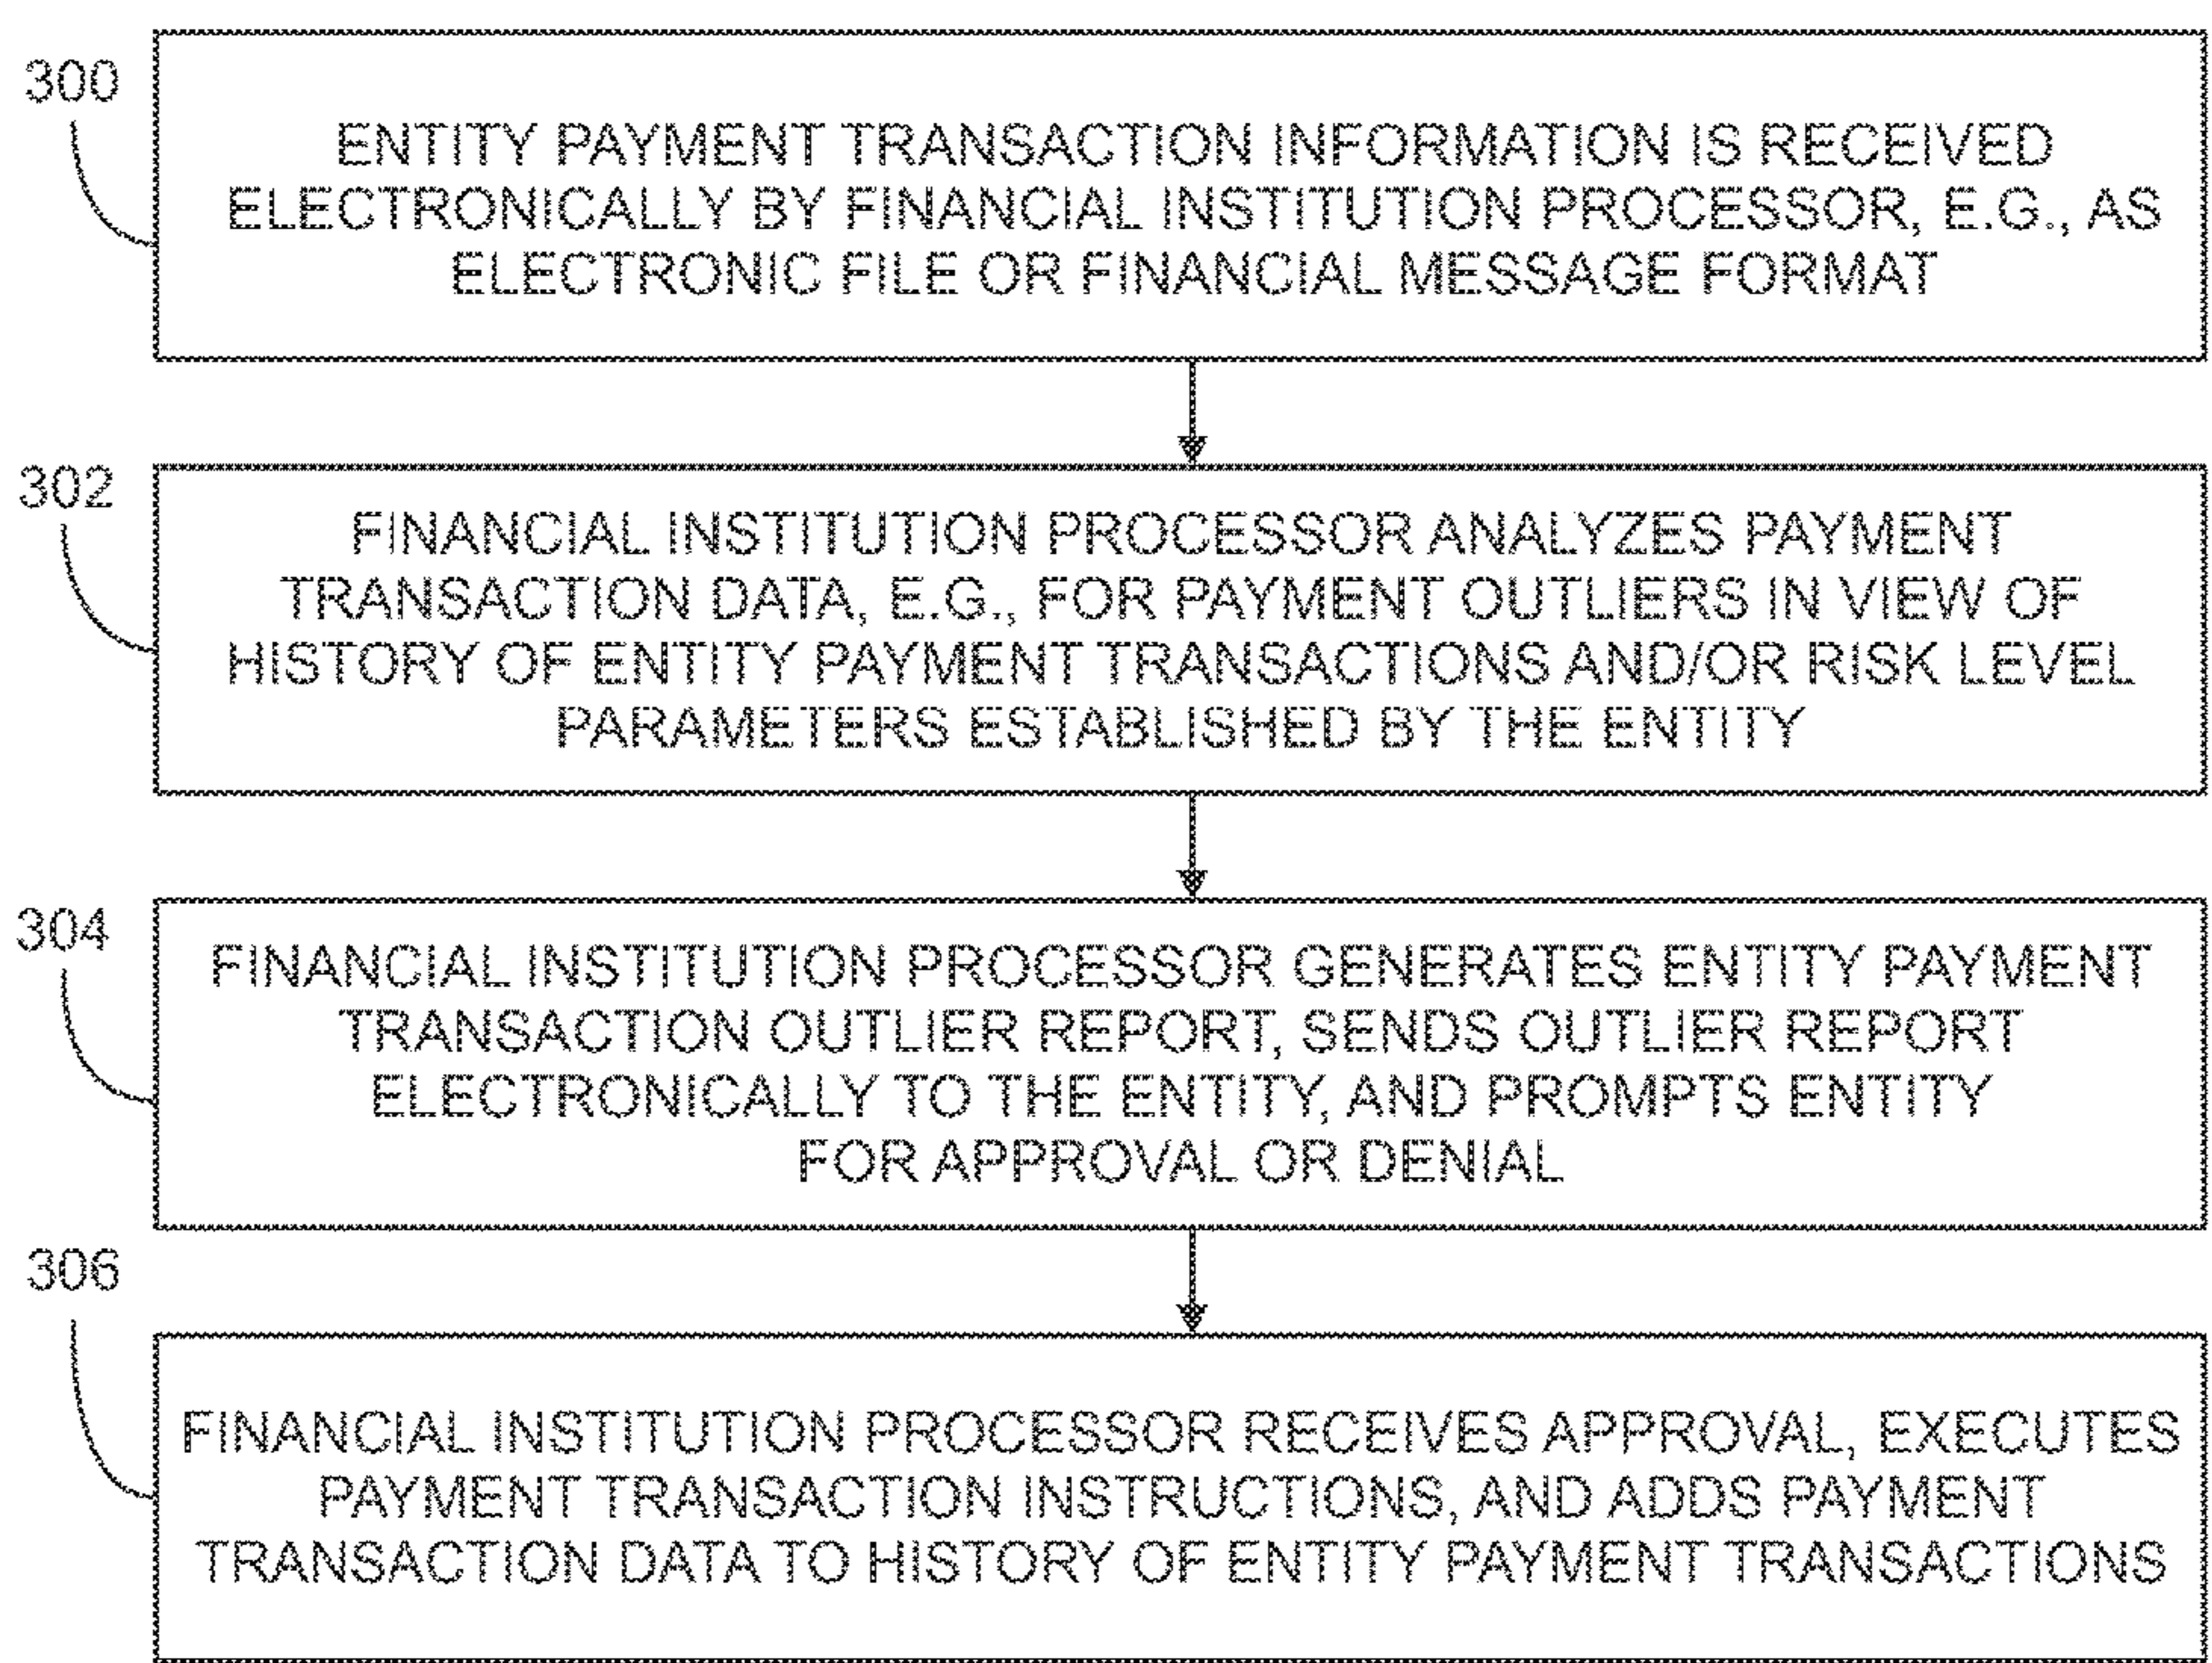 300
ENTITY PAYMENT TRANSACTION INFORMATION IS RECEIVED
ELECTRONICALLY BY FINANCIAL INSTITUTION PROCESSOR, E.G., AS
ELECTRONIC FILE OR FINANCIAL MESSAGE FORMAT
302
FINANCIAL INSTITUTION PROCESSOR ANALYZES PAYMENT
TRANSACTION DATA, E.G., FOR PAYMENT OUTLIERS IN VIEW OF
HISTORY OF ENTITY PAYMENT TRANSACTIONS AND/OR RISK LEVEL
PARAMETERS ESTABLISHED BY THE ENTITY
304
FINANCIAL INSTITUTION PROCESSOR GENERATES ENTITY PAYMENT
TRANSACTION OUTLIER REPORT, SENDS OUTLIER REPORT
ELECTRONICALLY TO THE ENTITY, AND PROMPTS ENTITY
FOR APPROVAL OR DENIAL
306
FINANCIAL INSTITUTION PROCESSOR RECEIVES APPROVAL, EXECUTES
PAYMENT TRANSACTION INSTRUCTIONS, AND ADDS PAYMENT
TRANSACTION DATA TO HISTORY OF ENTITY PAYMENT TRANSACTIONS